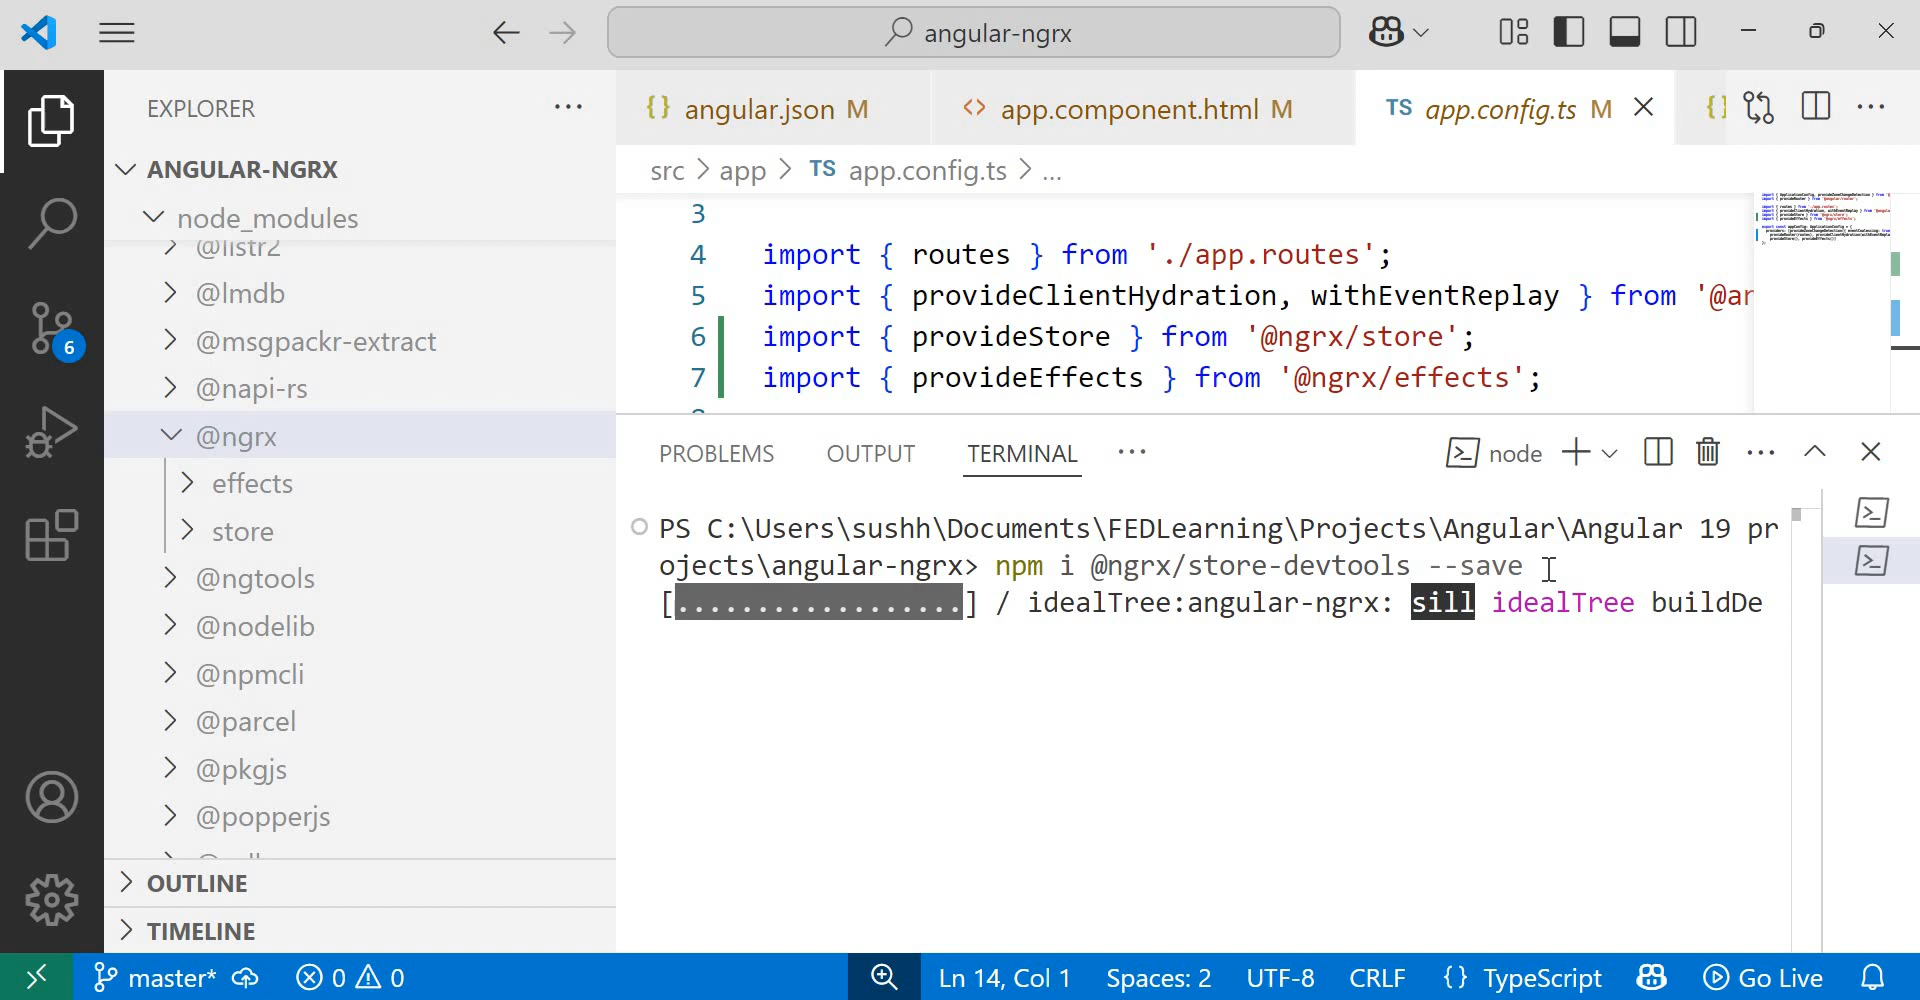 angular-ngrx
EXPLORER
ANGULAR-NGRX
node_modules
@listr2
@lmdb
@msgpackr-extract
@napi-rs
@ngrx
effects
store
@ngtools
@nodelib
@npmcli
@parcel
@pkgjs
@popperjs
OUTLINE
TIMELINE
{} angular.json M
<> app.component.html M
TS app.config.ts M
{}
src > app > TS app.config.ts > ...
3
4 import { routes } from './app.routes';
5 import { provideClientHydration, withEventReplay } from '@an
6 import { provideStore } from '@ngrx/store';
7 import { provideEffects } from '@ngrx/effects';
PROBLEMS OUTPUT TERMINAL
node
PS C:\Users\sushh\Documents\FEDLearning\Projects\Angular\Angular 19 pr
ojects\angular-ngrx> npm i @ngrx/store-devtools --save
[..................] / idealTree:angular-ngrx: sill idealTree buildDe
6
master* 0 0 Ln 14, Col 1 Spaces: 2 UTF-8 CRLF {} TypeScript Go Live